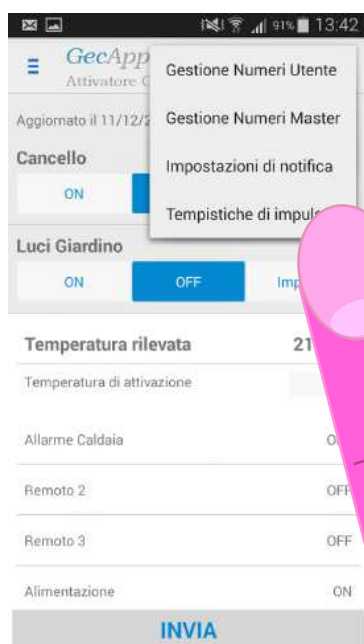 91% 13:42
GecApp
Attivatore
Gestione Numeri Utente
Gestione Numeri Master
Impostazioni di notifica
Tempistiche di
Aggiornato il 11/12/2
Cancello
ON
Luci Giardino
ON OFF
Temperatura rilevata 21
Temperatura di attivazione
Allarme Caldaia
Remoto 2 OFF
Remoto 3 OFF
Alimentazione ON
INVIA